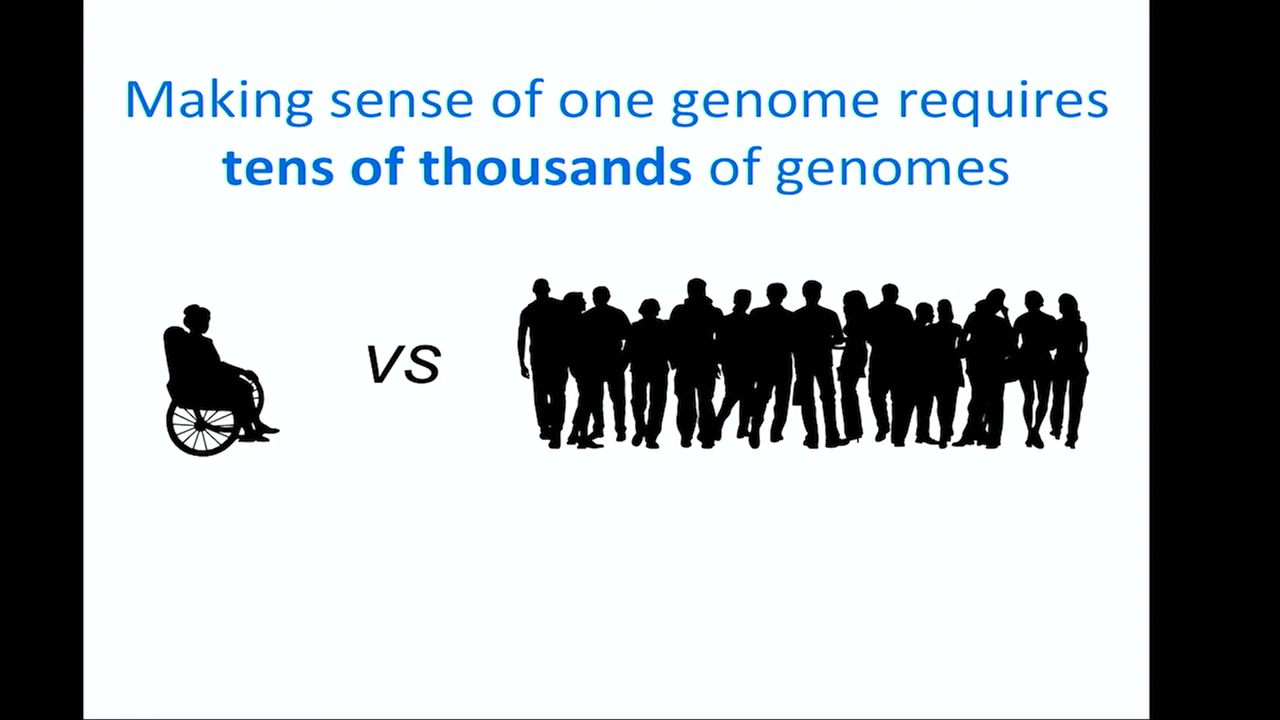 Making sense of one genome requires
tens of thousands of genomes
vs